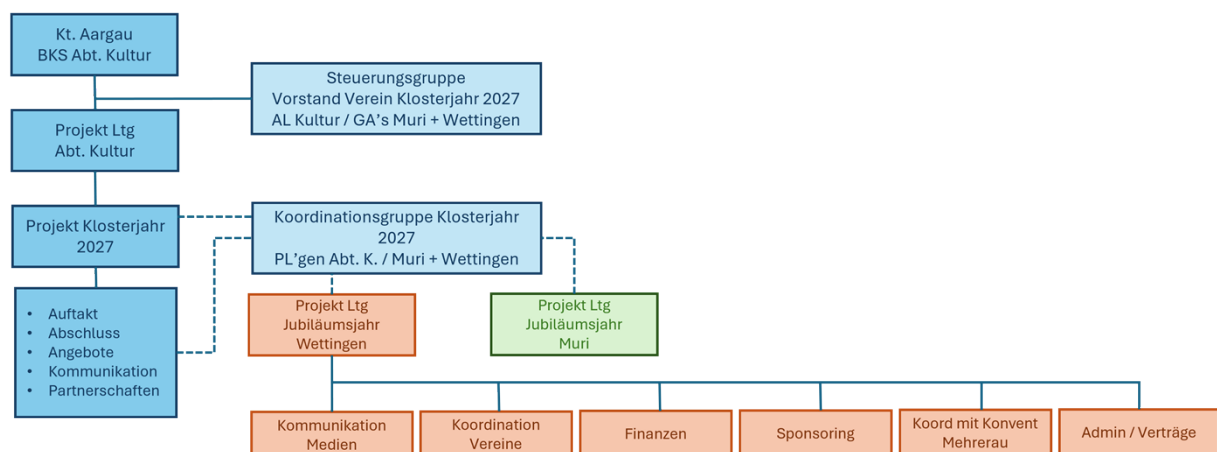 Kt. Aargau
BKS Abt. Kultur
Steuerungsgruppe
Vorstand Verein Klosterjahr 2027
AL Kultur / GA's Muri + Wettingen
Projekt Ltg
Abt. Kultur
Projekt Klosterjahr
2027
Koordinationsgruppe Klosterjahr
2027
PL'gen Abt. K. / Muri + Wettingen
• Auftakt
• Abschluss
• Angebote
• Kommunikation
• Partnerschaften
Projekt Ltg
Jubiläumsjahr
Wettingen
Projekt Ltg
Jubiläumsjahr
Muri
Kommunikation
Medien
Koordination
Vereine
Finanzen
Sponsoring
Koord mit Konvent
Mehrerau
Admin / Verträge